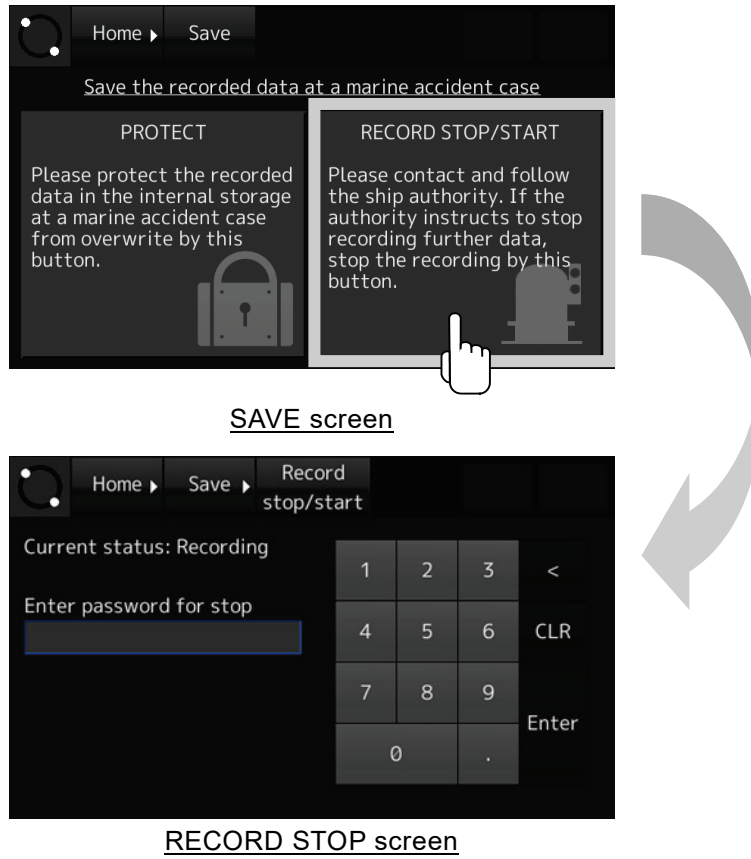 Home Save
Save the recorded data at a marine accident case
PROTECT
Please protect the recorded
data in the internal storage
at a marine accident case
from overwrite by this
button.
RECORD STOP/START
Please contact and follow
the ship authority. If the
authority instructs to stop
recording further data,
stop the recording by this
button.
SAVE screen
Home Save Record
stop/start
Current status: Recording
Enter password for stop
1 2 3 <
4 5 6 CLR
7 8 9
Enter
0 .
RECORD STOP screen